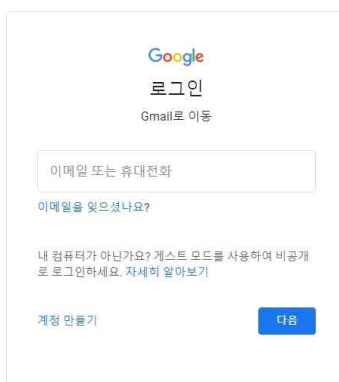 Google
로그인
Gmail로 이동
이메일 또는 휴대전화
이메일을 잊으셨나요?
내 컴퓨터가 아닌가요? 게스트 모드를 사용하여 비공개
로 로그인하세요. 자세히 알아보기
계정 만들기
다음